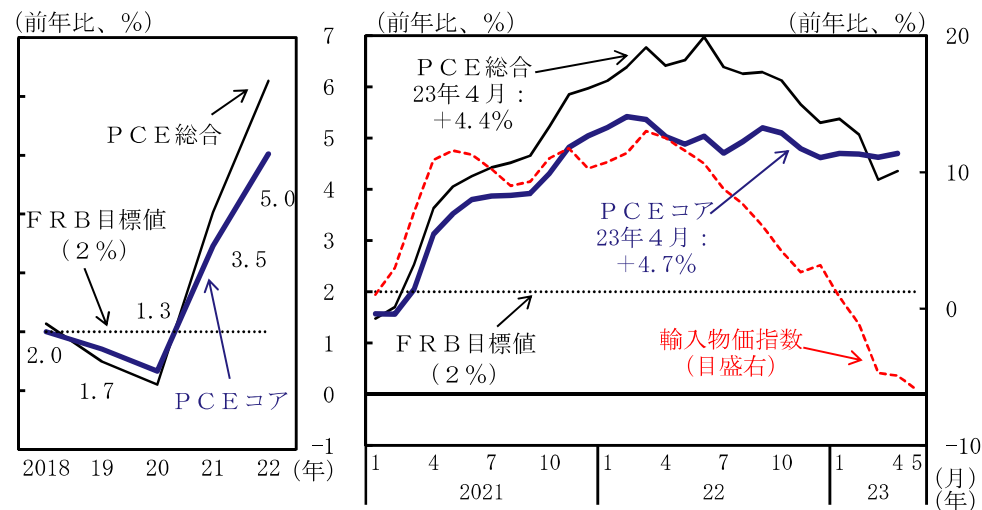 (前年比、%)
ＰＣＥ総合
ＦＲＢ目標値
(２%)
2.0
1.7
1.3
3.5
5.0
ＰＣＥコア
2018 19 20 21 22 (年)
(前年比、%)
(前年比、%)
7
6
5
4
3
2
1
0
−1
ＰＣＥ総合
23年４月：
＋4.4%
ＰＣＥコア
23年４月：
＋4.7%
ＦＲＢ目標値
(２%)
輸入物価指数
(目盛右)
20
10
0
−10
1 4 7 10 1 4 7 10 1 4 5 (月)
2021 22 23 (年)